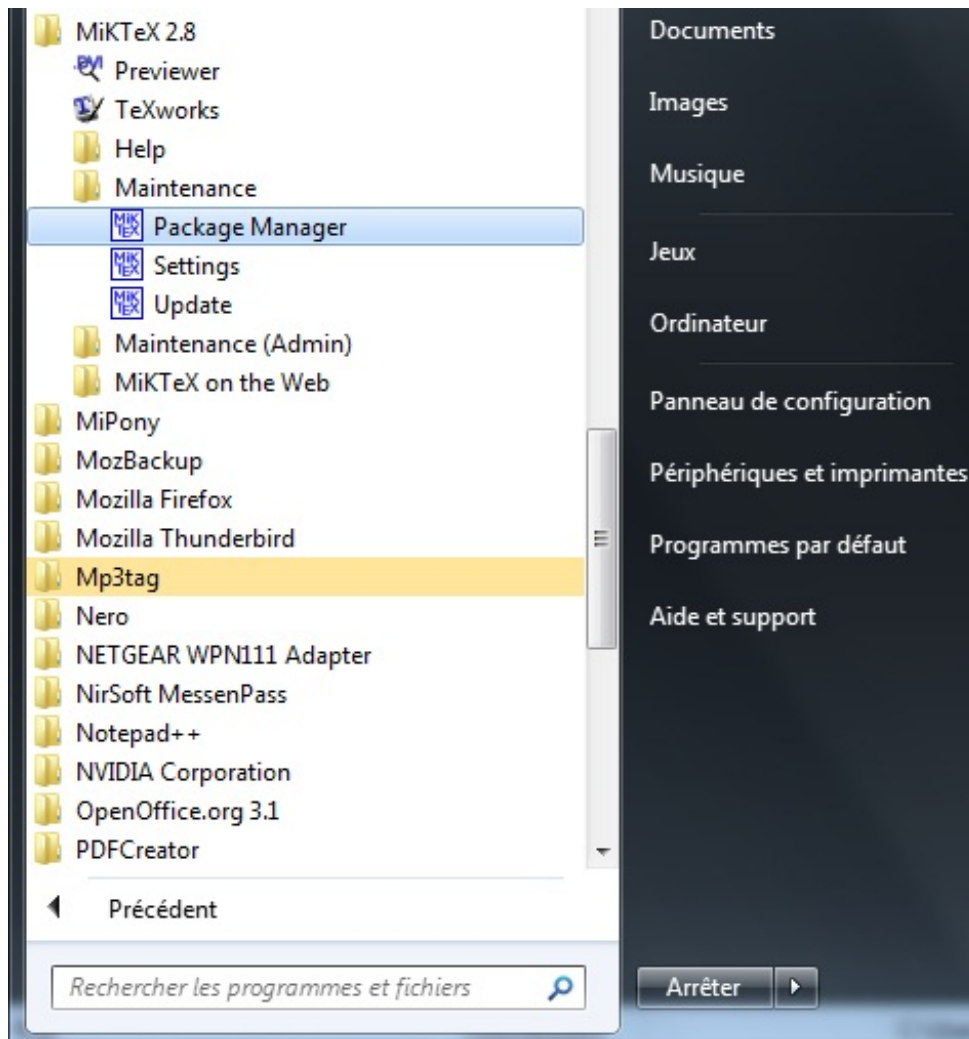 MiKTeX 2.8
Previewer
TeXworks
Help
Maintenance
Package Manager
Settings
Update
Maintenance (Admin)
MiKTeX on the Web
MiPony
MozBackup
Mozilla Firefox
Mozilla Thunderbird
Mp3tag
Nero
NETGEAR WPN111 Adapter
NirSoft MessenPass
Notepad++
NVIDIA Corporation
OpenOffice.org 3.1
PDFCreator
Précédent
Rechercher les programmes et fichiers
Documents
Images
Musique
Jeux
Ordinateur
Panneau de configuration
Périphériques et imprimantes
Programmes par défaut
Aide et support
Arrêter